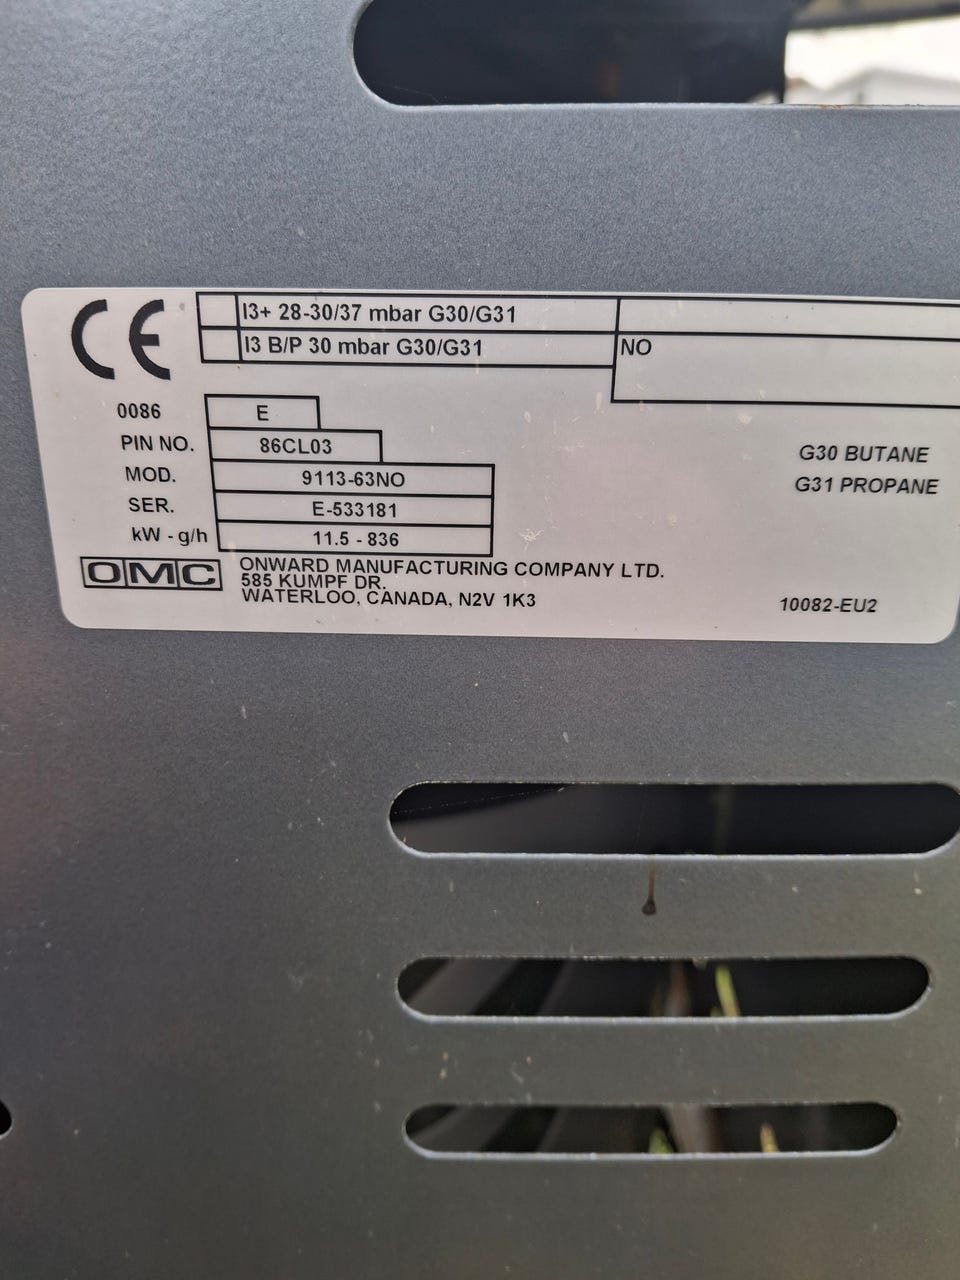 CE
I3+ 28-30/37 mbar G30/G31
I3 B/P 30 mbar G30/G31
NO
0086 E
PIN NO. 86CL03
MOD. 9113-63NO
SER. E-533181
kW - g/h 11.5 - 836
G30 BUTANE
G31 PROPANE
OMC
ONWARD MANUFACTURING COMPANY LTD.
585 KUMPF DR.
WATERLOO, CANADA, N2V 1K3
10082-EU2